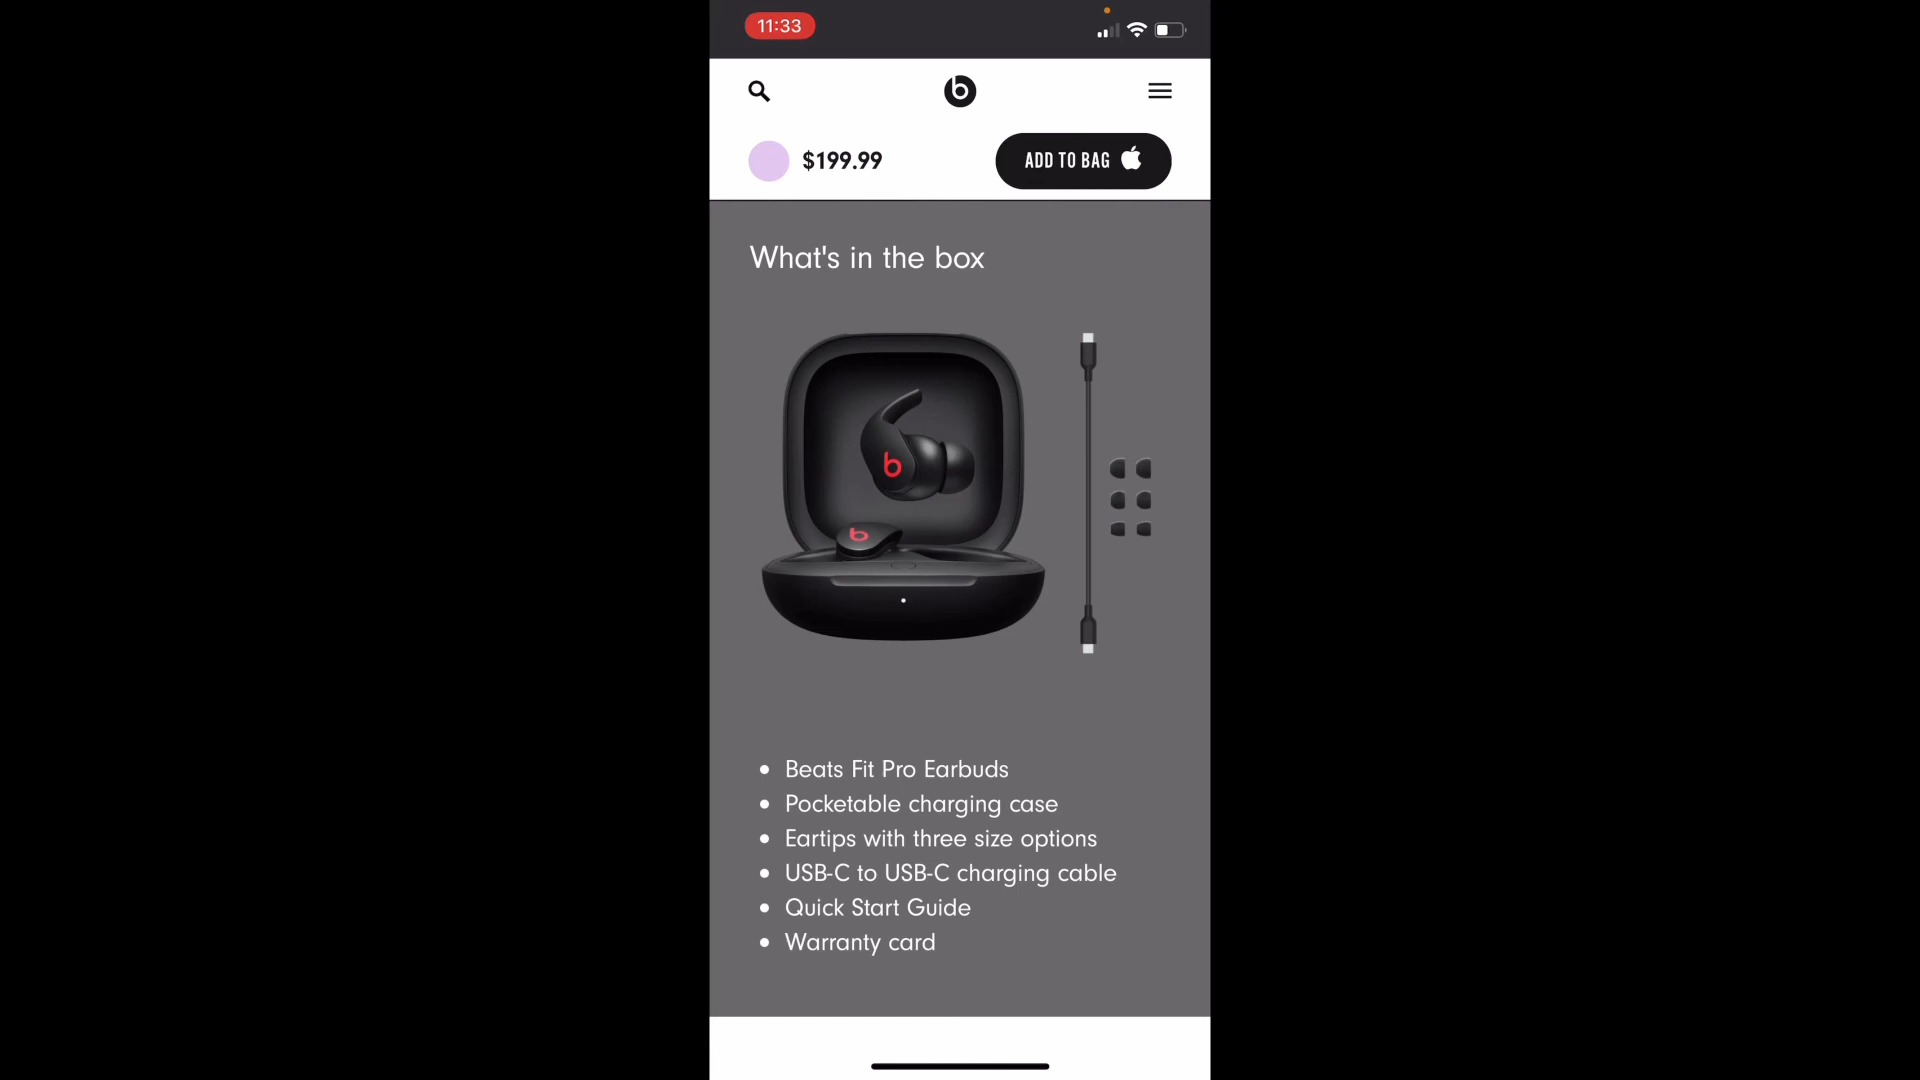 11:33
b
$199.99
ADD TO BAG
What's in the box
b
b
Beats Fit Pro Earbuds
Pocketable charging case
Eartips with three size options
USB-C to USB-C charging cable
Quick Start Guide
Warranty card